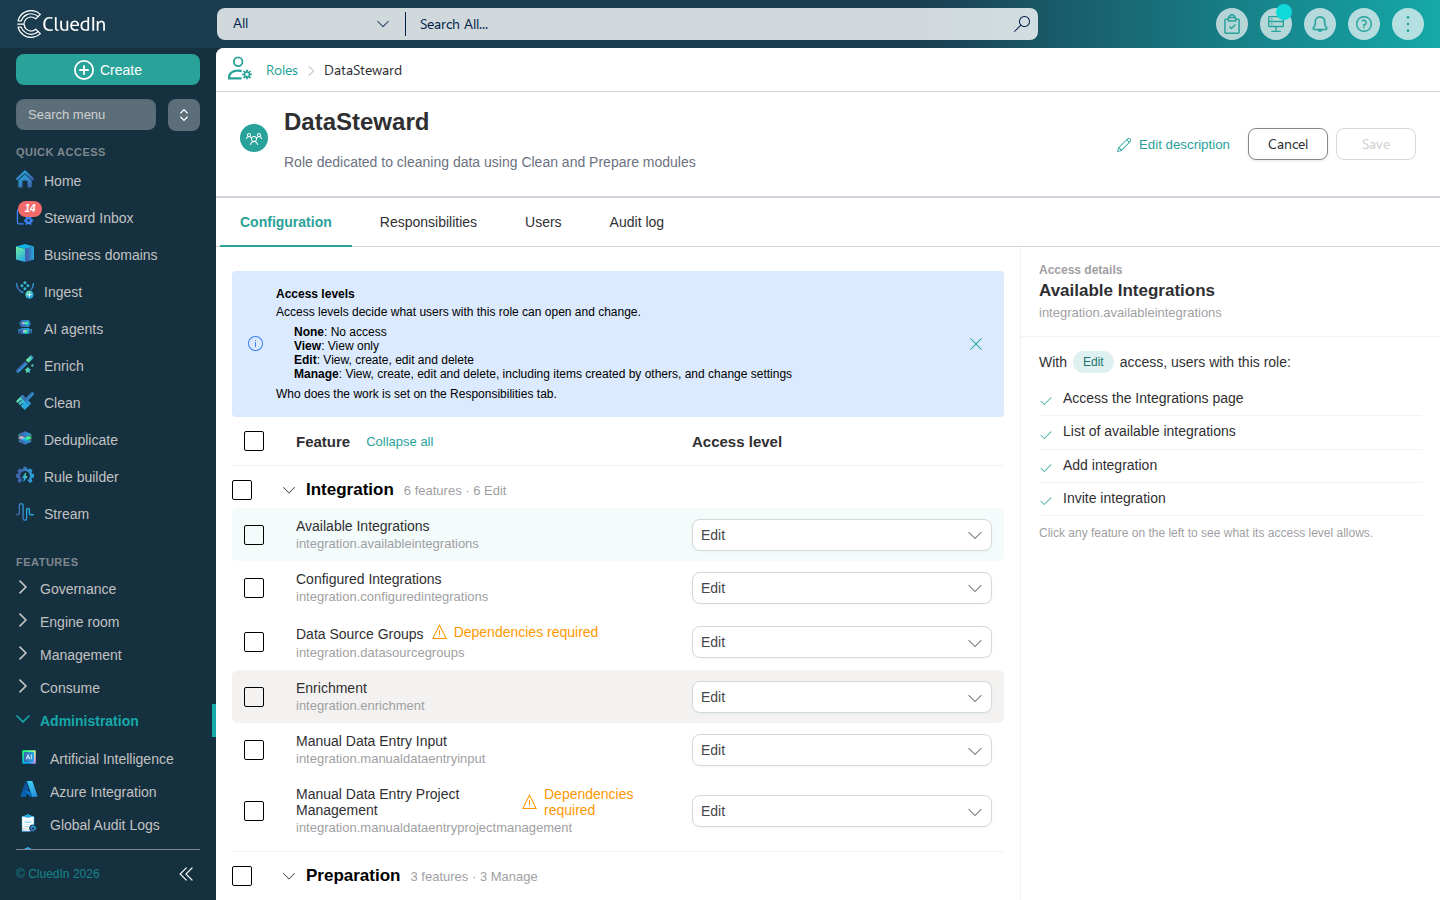 CluedIn
All
Search All...
Create
Search menu
QUICK ACCESS
Home
14
Steward Inbox
Business domains
Ingest
AI agents
Enrich
Clean
Deduplicate
Rule builder
Stream
FEATURES
Governance
Engine room
Management
Consume
Administration
AI
Artificial Intelligence
Azure Integration
Global Audit Logs
© CluedIn 2026
Roles
DataSteward
DataSteward
Role dedicated to cleaning data using Clean and Prepare modules
Edit description
Cancel
Save
Configuration
Responsibilities
Users
Audit log
Access levels
Access levels decide what users with this role can open and change.
None: No access
View: View only
Edit: View, create, edit and delete
Manage: View, create, edit and delete, including items created by others, and change settings
Who does the work is set on the Responsibilities tab.
Feature
Collapse all
Access level
Integration 6 features · 6 Edit
Available Integrations
integration.availableintegrations
Edit
Configured Integrations
integration.configuredintegrations
Edit
Data Source Groups
Dependencies required
integration.datasourcegroups
Edit
Enrichment
integration.enrichment
Edit
Manual Data Entry Input
integration.manualdataentryinput
Edit
Manual Data Entry Project
Management
Dependencies
required
integration.manualdataentryprojectmanagement
Edit
Preparation 3 features · 3 Manage
Access details
Available Integrations
integration.availableintegrations
With Edit access, users with this role:
Access the Integrations page
List of available integrations
Add integration
Invite integration
Click any feature on the left to see what its access level allows.